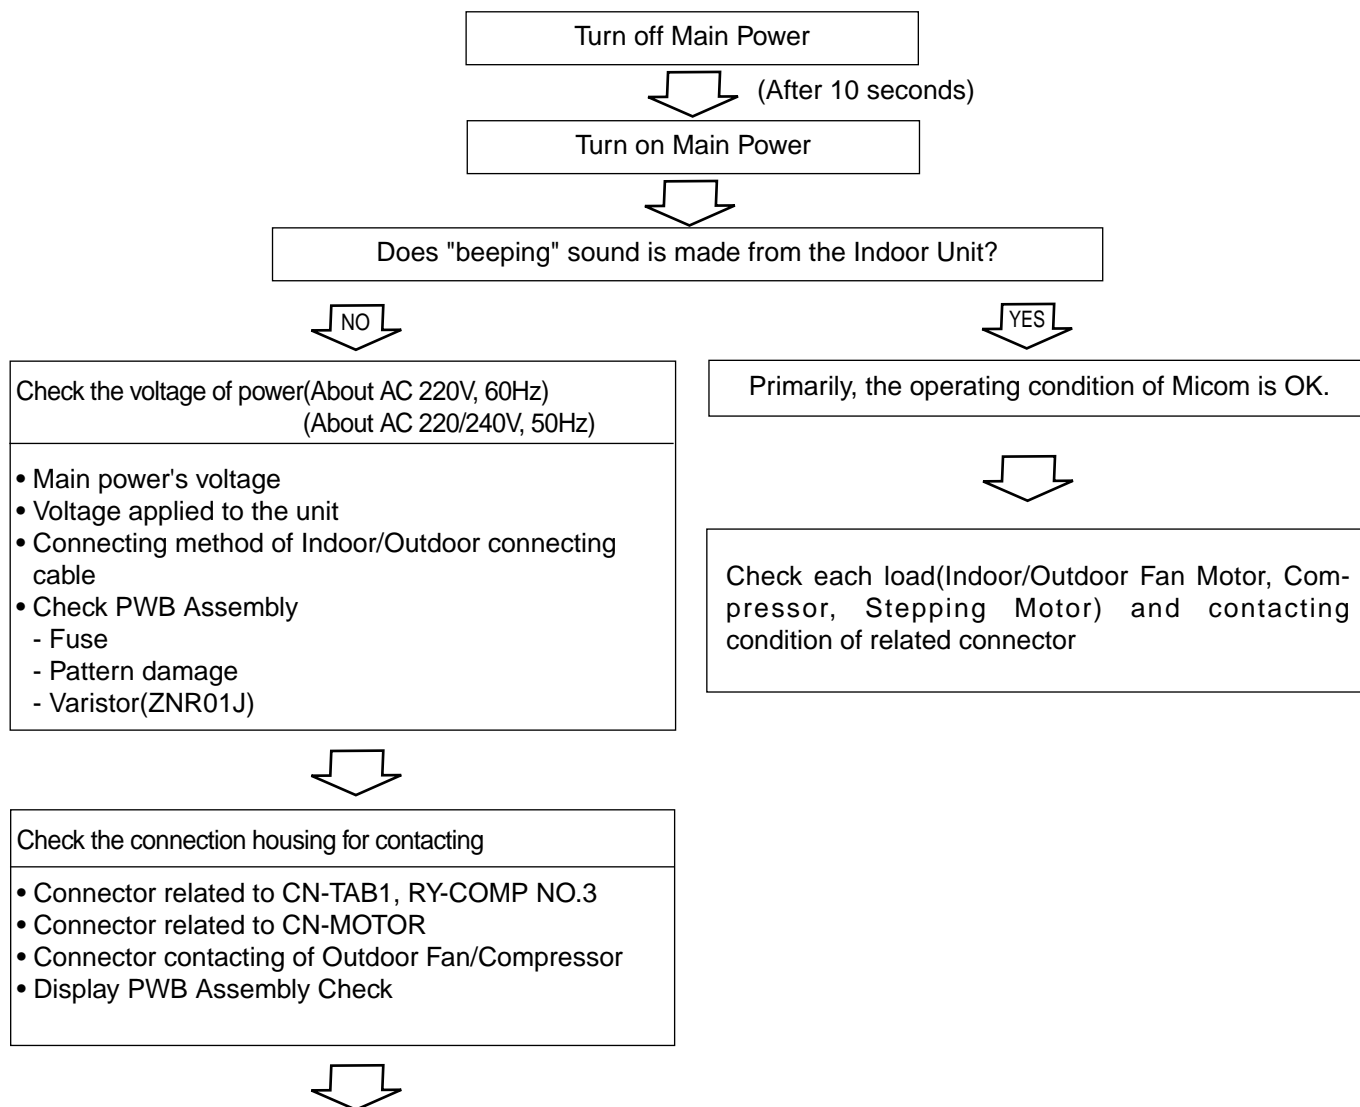 Turn off Main Power
(After 10 seconds)
Turn on Main Power
Does "beeping" sound is made from the Indoor Unit?
NO
YES
Check the voltage of power(About AC 220V, 60Hz)
(About AC 220/240V, 50Hz)
• Main power's voltage
• Voltage applied to the unit
• Connecting method of Indoor/Outdoor connecting
cable
• Check PWB Assembly
- Fuse
- Pattern damage
- Varistor(ZNR01J)
Primarily, the operating condition of Micom is OK.
Check each load(Indoor/Outdoor Fan Motor, Com-
pressor, Stepping Motor) and contacting
condition of related connector
Check the connection housing for contacting
• Connector related to CN-TAB1, RY-COMP NO.3
• Connector related to CN-MOTOR
• Connector contacting of Outdoor Fan/Compressor
• Display PWB Assembly Check